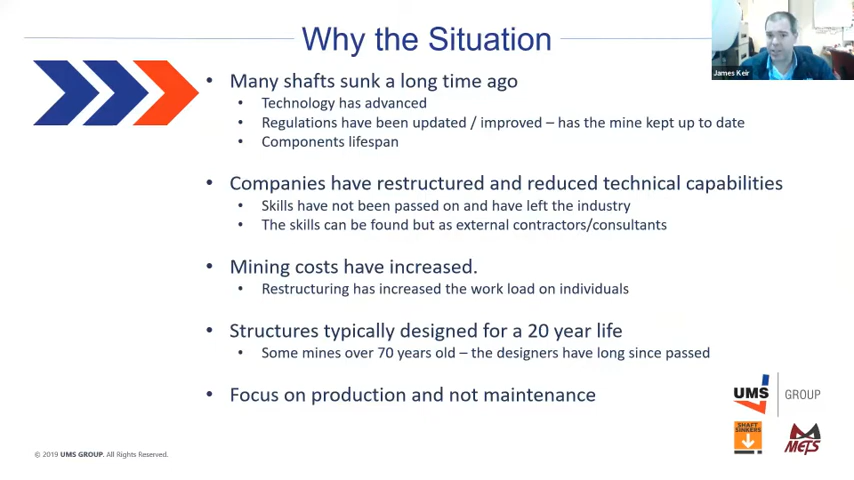 Why the Situation
James Keir
Many shafts sunk a long time ago
Technology has advanced
Regulations have been updated / improved – has the mine kept up to date
Components lifespan
Companies have restructured and reduced technical capabilities
Skills have not been passed on and have left the industry
The skills can be found but as external contractors/consultants
Mining costs have increased.
Restructuring has increased the work load on individuals
Structures typically designed for a 20 year life
Some mines over 70 years old – the designers have long since passed
Focus on production and not maintenance
UMS GROUP
SHAFT
SINKERS
METS
© 2019 UMS GROUP. All Rights Reserved.